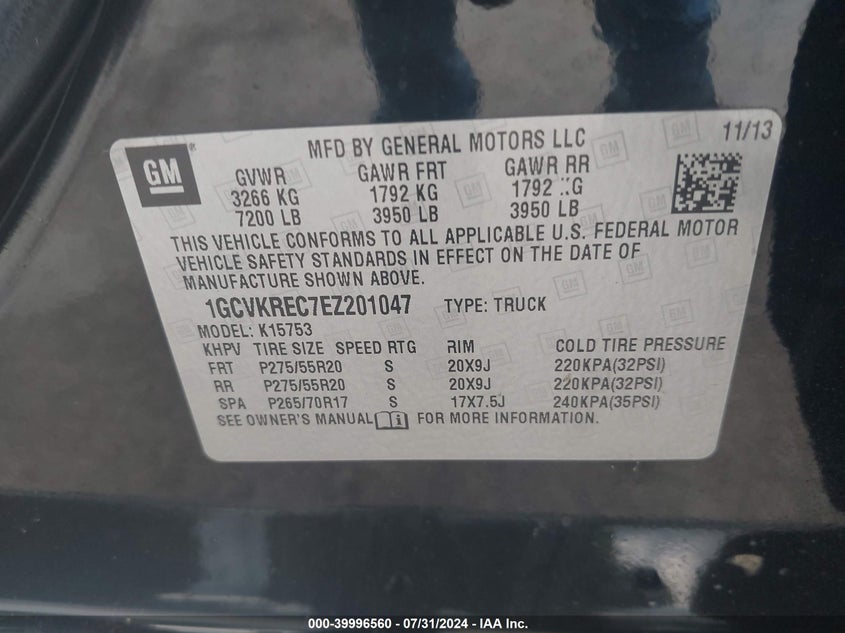 GM
MFD BY GENERAL MOTORS LLC
11/13
GVWR GAWR FRT GAWR RR
3266 KG 1792 KG 1792 KG
7200 LB 3950 LB 3950 LB
THIS VEHICLE CONFORMS TO ALL APPLICABLE U.S. FEDERAL MOTOR
VEHICLE SAFETY STANDARDS IN EFFECT ON THE DATE OF
MANUFACTURE SHOWN ABOVE.
1GCVKREC7EZ201047 TYPE: TRUCK
MODEL: K15753
KHPV TIRE SIZE SPEED RTG RIM COLD TIRE PRESSURE
FRT P275/55R20 S 20X9J 220KPA(32PSI)
RR P275/55R20 S 20X9J 220KPA(32PSI)
SPA P265/70R17 S 17X7.5J 240KPA(35PSI)
SEE OWNER'S MANUAL i FOR MORE INFORMATION.
000-39996560 - 07/31/2024 - IAA Inc.